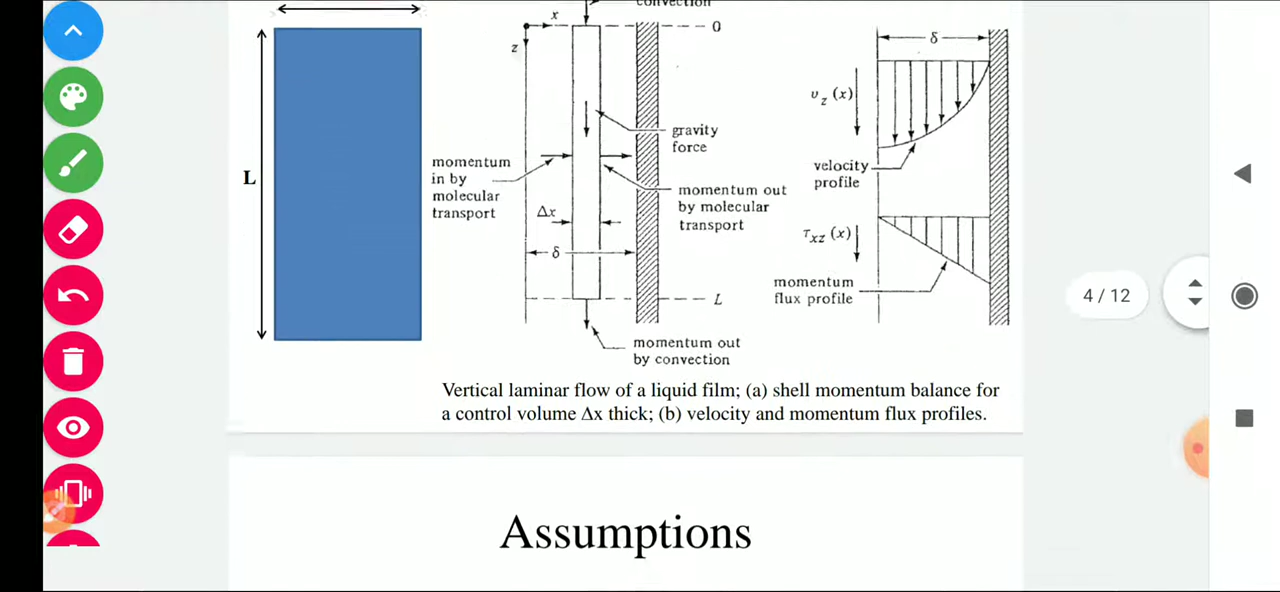 convection
x
0
z
δ
υz (x)
gravity
force
momentum
in by
molecular
transport
L
velocity
profile
momentum out
by molecular
transport
Δx
τxz (x)
δ
momentum
flux profile
4 / 12
L
momentum out
by convection
Vertical laminar flow of a liquid film; (a) shell momentum balance for
a control volume Δx thick; (b) velocity and momentum flux profiles.
Assumptions